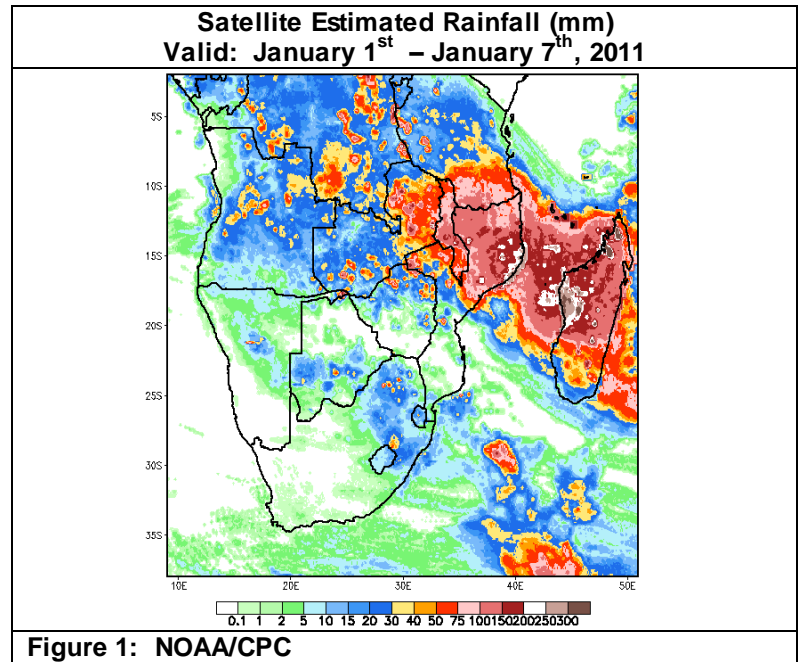 Satellite Estimated Rainfall (mm)
Valid: January 1st – January 7th, 2011
5S
10S
15S
20S
25S
30S
35S
10E 20E 30E 40E 50E
0.1 1 2 5 10 15 20 30 40 50 75 100150200250300
Figure 1: NOAA/CPC